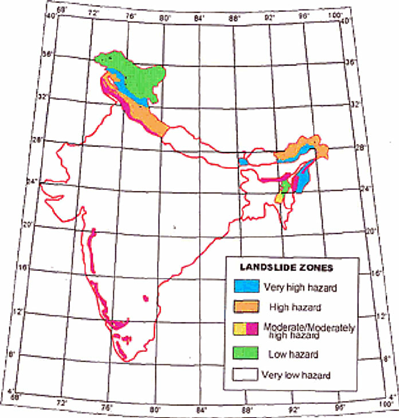 68° 72° 76° 80° 84° 88° 92° 96° 100°
40°
36° 36°
32° 32°
28° 28°
24° 24°
20° 20°
16°
12°
8° 8°
4° 4°
LANDSLIDE ZONES
Very high hazard
High hazard
Moderate/Moderately
high hazard
Low hazard
Very low hazard
72° 76° 80° 84° 88° 92° 96° 100°